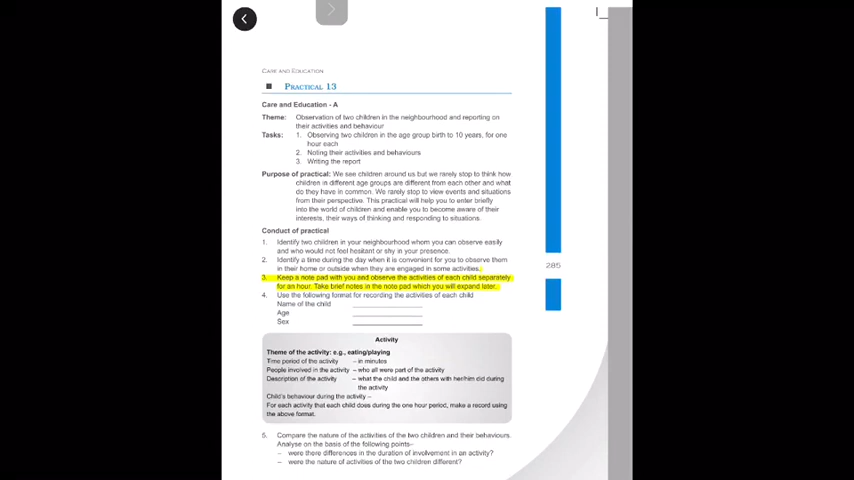 CARE AND EDUCATION
PRACTICAL 13
Care and Education - A
Theme: Observation of two children in the neighbourhood and reporting on
their activities and behaviour
Tasks: 1. Observing two children in the age group birth to 10 years, for one
hour each
2. Noting their activities and behaviours
3. Writing the report
Purpose of practical: We see children around us but we rarely stop to think how
children in different age groups are different from each other and what
do they have in common. We rarely stop to view events and situations
from their perspective. This practical will help you to enter briefly
into the world of children and enable you to become aware of their
interests, their ways of thinking and responding to situations.
Conduct of practical
1. Identify two children in your neighbourhood whom you can observe easily
and who would not feel hesitant or shy in your presence.
2. Identify a time during the day when it is convenient for you to observe them
in their home or outside when they are engaged in some activities.
285
3. Keep a note pad with you and observe the activities of each child separately
for an hour. Take brief notes in the note pad which you will expand later.
4. Use the following format for recording the activities of each child
Name of the child
Age
Sex
Activity
Theme of the activity: e.g., eating/playing
Time period of the activity – in minutes
People involved in the activity – who all were part of the activity
Description of the activity – what the child and the others with her/him did during
the activity
Child's behaviour during the activity –
For each activity that each child does during the one hour period, make a record using
the above format.
5. Compare the nature of the activities of the two children and their behaviours.
Analyse on the basis of the following points–
– were there differences in the duration of involvement in an activity?
– were the nature of activities of the two children different?